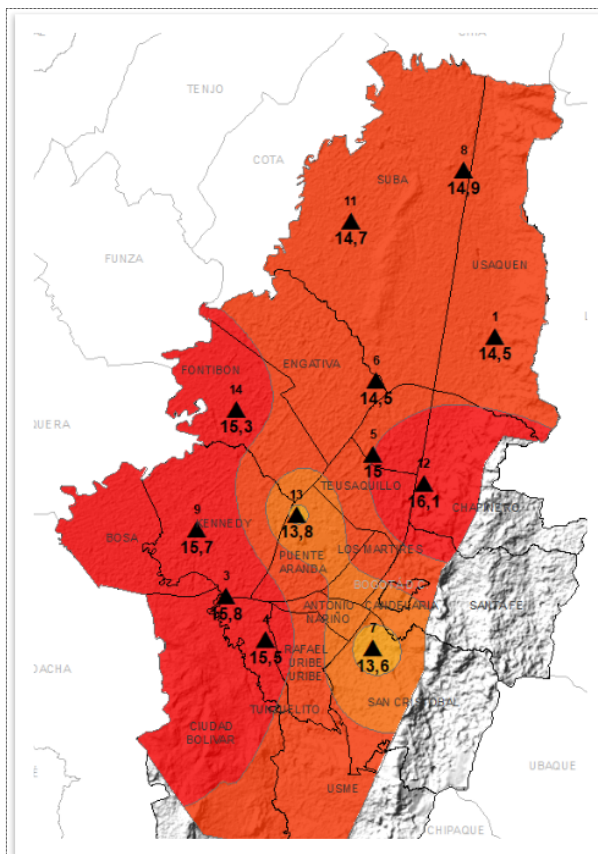 TENJO
COTA
8
SUBA
14,9
11
14,7
FUNZA
USAQUEN
1
14,5
ENGATIVA
6
FONTIBON
14,5
14
15,3
QUERA
5
15
12
TEUSAQUILLO
16,1
CHAPINERO
13
9
KENNEDY
13,8
BOSA
15,7
LOS MARTIRES
PUENTE
ARANDA
3
15,8
ANTONIO
NARIÑO
CANDELARIA
SANTA FE
4
15,5
RAFAEL
URIBE
URIBE
7
13,6
OACHA
SAN CRISTOBAL
TUNJUELITO
CIUDAD
BOLIVAR
UBAQUE
USME
CHIPAQUE